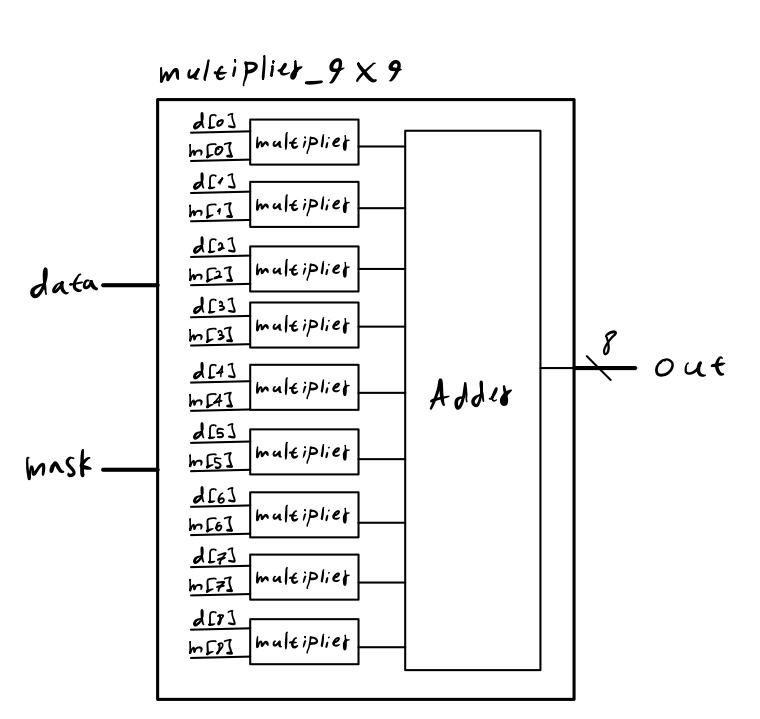 multiplier_9 x 9
d[0]
m[0]
multiplier
d[1]
m[1]
multiplier
d[2]
m[2]
multiplier
d[3]
m[3]
multiplier
d[4]
m[4]
multiplier
d[5]
m[5]
multiplier
d[6]
m[6]
multiplier
d[7]
m[7]
multiplier
d[8]
m[8]
multiplier
data
mask
Adder
8
out